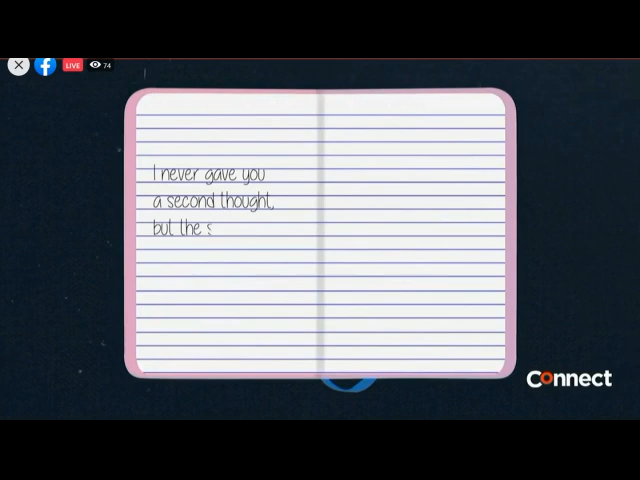 LIVE
74
I never gave you
a second thought,
but the s
Connect